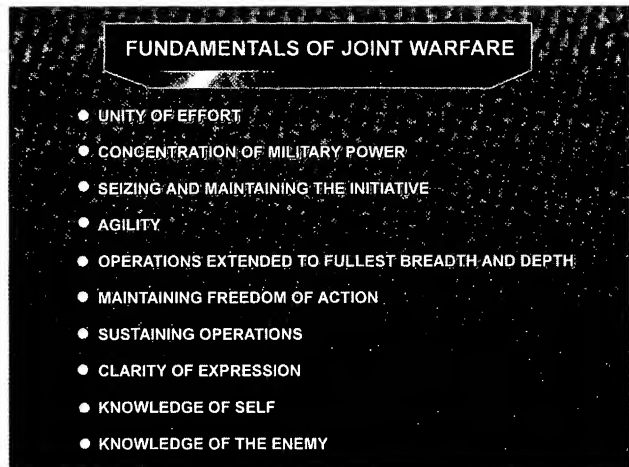 FUNDAMENTALS OF JOINT WARFARE
● UNITY OF EFFORT
● CONCENTRATION OF MILITARY POWER
● SEIZING AND MAINTAINING THE INITIATIVE
● AGILITY
● OPERATIONS EXTENDED TO FULLEST BREADTH AND DEPTH
● MAINTAINING FREEDOM OF ACTION
● SUSTAINING OPERATIONS
● CLARITY OF EXPRESSION
● KNOWLEDGE OF SELF
● KNOWLEDGE OF THE ENEMY